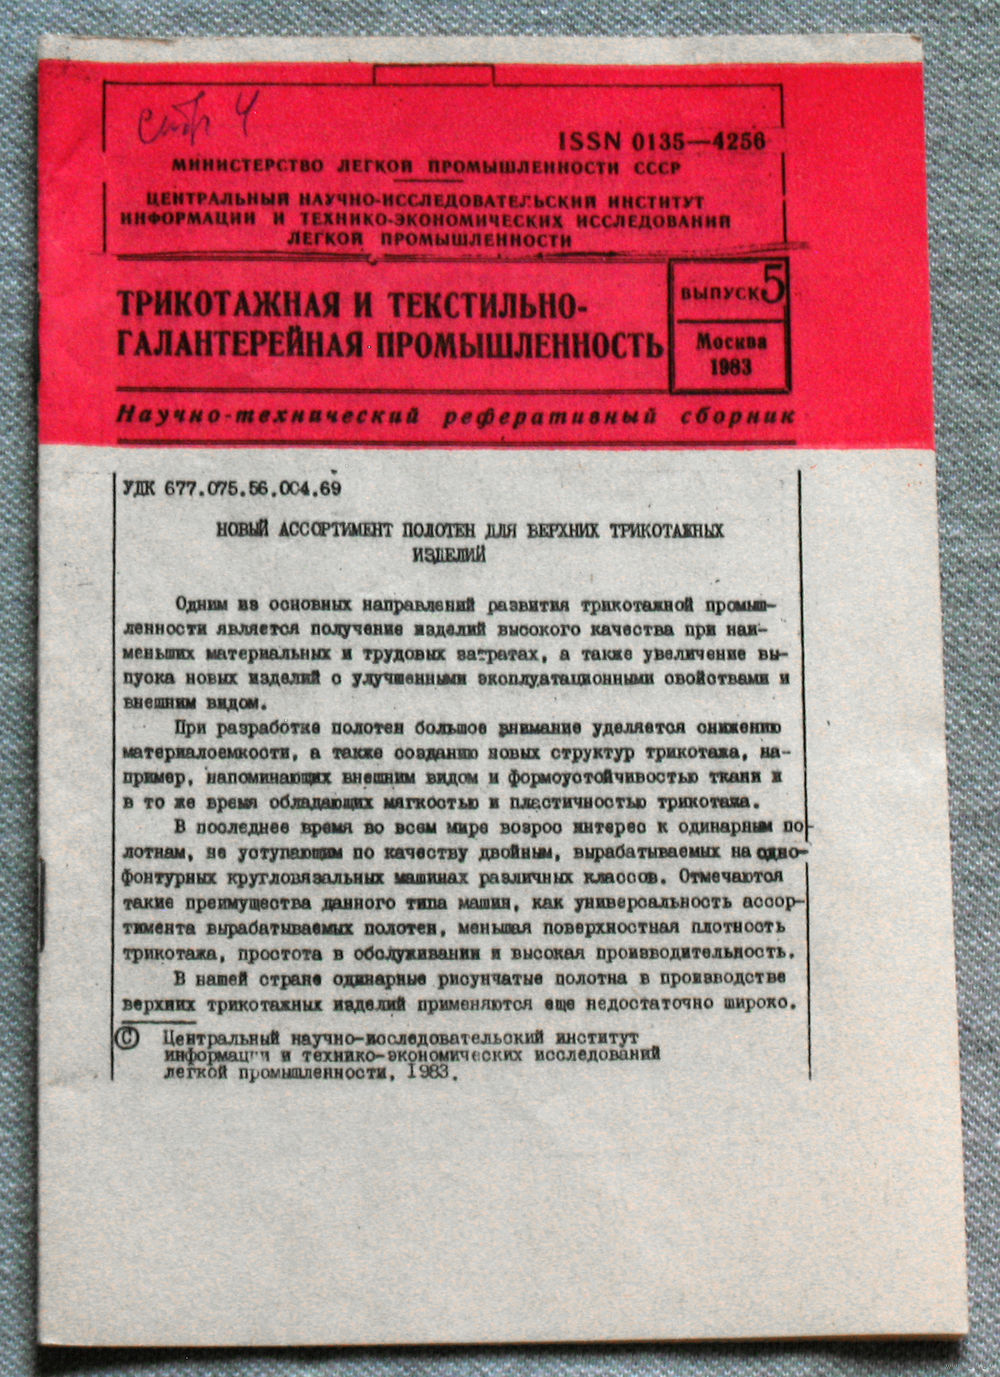 стр 4
ISSN 0135—4256
МИНИСТЕРСТВО ЛЕГКОЙ ПРОМЫШЛЕННОСТИ СССР
ЦЕНТРАЛЬНЫЙ НАУЧНО-ИССЛЕДОВАТЕЛЬСКИЙ ИНСТИТУТ
ИНФОРМАЦИИ И ТЕХНИКО-ЭКОНОМИЧЕСКИХ ИССЛЕДОВАНИЙ
ЛЕГКОЙ ПРОМЫШЛЕННОСТИ
ТРИКОТАЖНАЯ И ТЕКСТИЛЬНО-
ГАЛАНТЕРЕЙНАЯ ПРОМЫШЛЕННОСТЬ
ВЫПУСК 5
Москва
1983
Научно-технический реферативный сборник
УДК 677.075.56.004.69
НОВЫЙ АССОРТИМЕНТ ПОЛОТЕН ДЛЯ ВЕРХНИХ ТРИКОТАЖНЫХ
ИЗДЕЛИЙ
Одним из основных направлений развития трикотажной промыш-
ленности является получение изделий высокого качества при наи-
меньших материальных и трудовых затратах, а также увеличение вы-
пуска новых изделий с улучшенными эксплуатационными свойствами и
внешним видом.
При разработке полотен большое внимание уделяется снижению
материалоемкости, а также созданию новых структур трикотажа, на-
пример, напоминающих внешним видом и формоустойчивостью ткани и
в то же время обладающих мягкостью и пластичностью трикотажа.
В последнее время во всем мире возрос интерес к одинарным по-
лотнам, не уступающим по качеству двойным, вырабатываемых на одно-
фонтурных кругловязальных машинах различных классов. Отмечаются
такие преимущества данного типа машин, как универсальность ассор-
тимента вырабатываемых полотен, меньшая поверхностная плотность
трикотажа, простота в обслуживании и высокая производительность.
В нашей стране одинарные рисунчатые полотна в производстве
верхних трикотажных изделий применяются еще недостаточно широко.
© Центральный научно-исследовательский институт
информации и технико-экономических исследований
легкой промышленности, 1983.